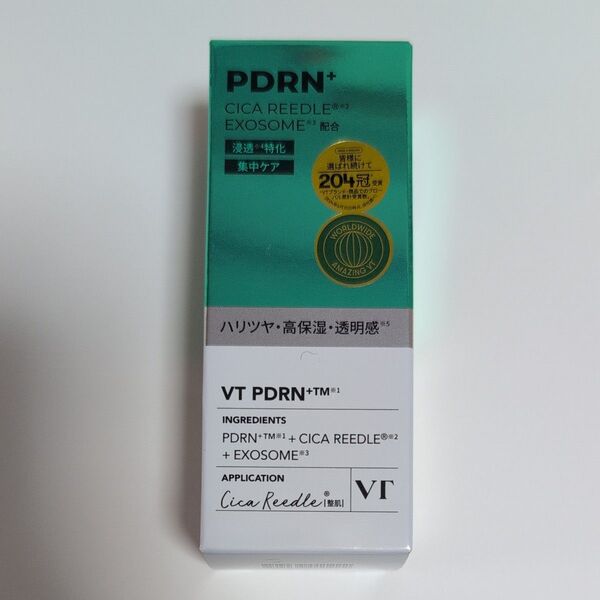 PDRN⁺
CICA REEDLE®※2
EXOSOME※3 配合
浸透※4特化
集中ケア
皆様に
選ばれ続けて
204冠受賞
WORLDWIDE
AMAZING VT
ハリツヤ・高保湿・透明感※5
VT PDRN⁺TM※1
INGREDIENTS
PDRN⁺TM※1 + CICA REEDLE®※2
+ EXOSOME※3
APPLICATION
Cica Reedle® [整肌]
VT